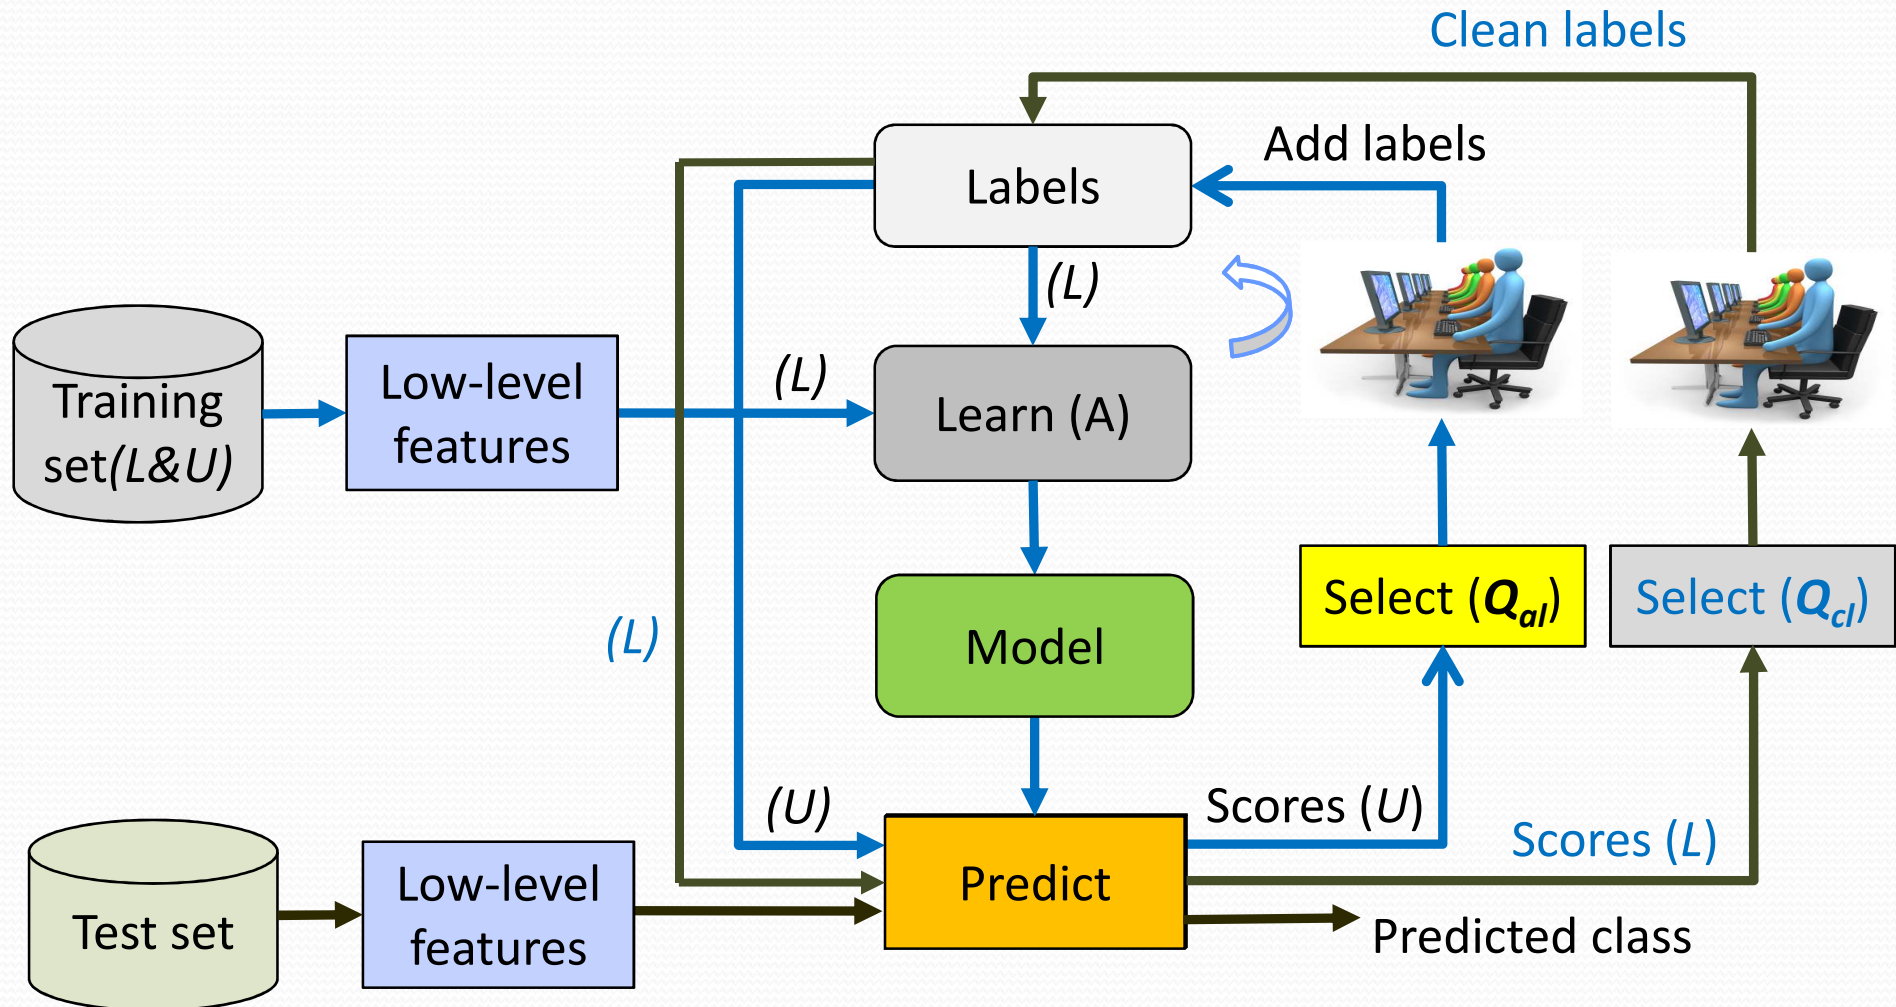 Clean labels
Add labels
Labels
(L)
Training
set(L&U)
Low-level
features
(L)
Learn (A)
Select (Qal)
Select (Qcl)
(L)
Model
(U)
Scores (U)
Scores (L)
Test set
Low-level
features
Predict
Predicted class